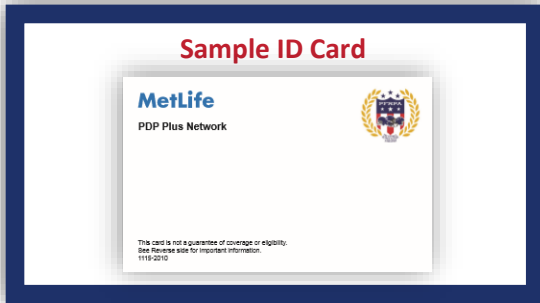 Sample ID Card
MetLife
PDP Plus Network
This card is not a guarantee of coverage or eligibility.
See Reverse side for important information.
1118-2010